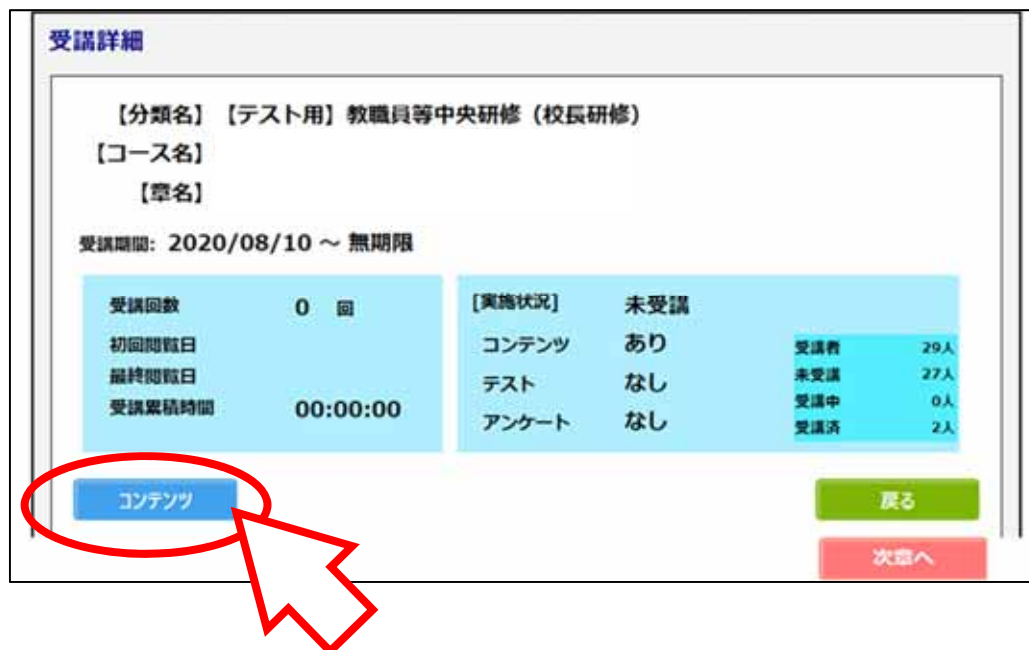 受講詳細
【分類名】【テスト用】教職員等中央研修（校長研修）
【コース名】
【章名】
受講期間: 2020/08/10 ～ 無期限
受講回数 0 回
初回閲覧日
最終閲覧日
受講累積時間 00:00:00
[実施状況] 未受講
コンテンツ あり
テスト なし
アンケート なし
受講者 29人
未受講 27人
受講中 0人
受講済 2人
コンテンツ
戻る
次章へ